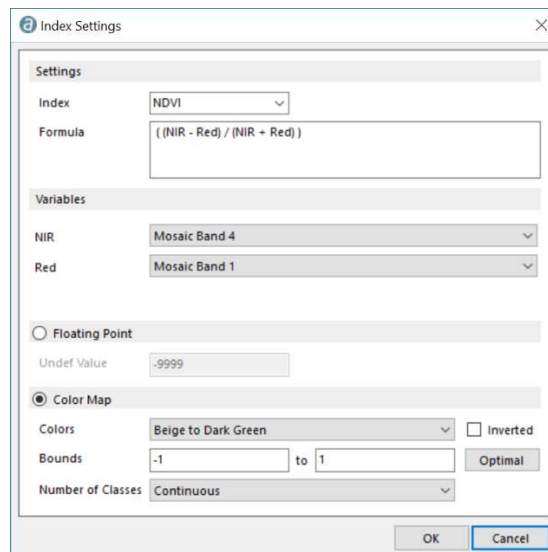 Index Settings
Settings
Index NDVI
Formula ( (NIR - Red) / (NIR + Red) )
Variables
NIR Mosaic Band 4
Red Mosaic Band 1
Floating Point
Undef Value -9999
Color Map
Colors Beige to Dark Green Inverted
Bounds -1 to 1 Optimal
Number of Classes Continuous
OK Cancel